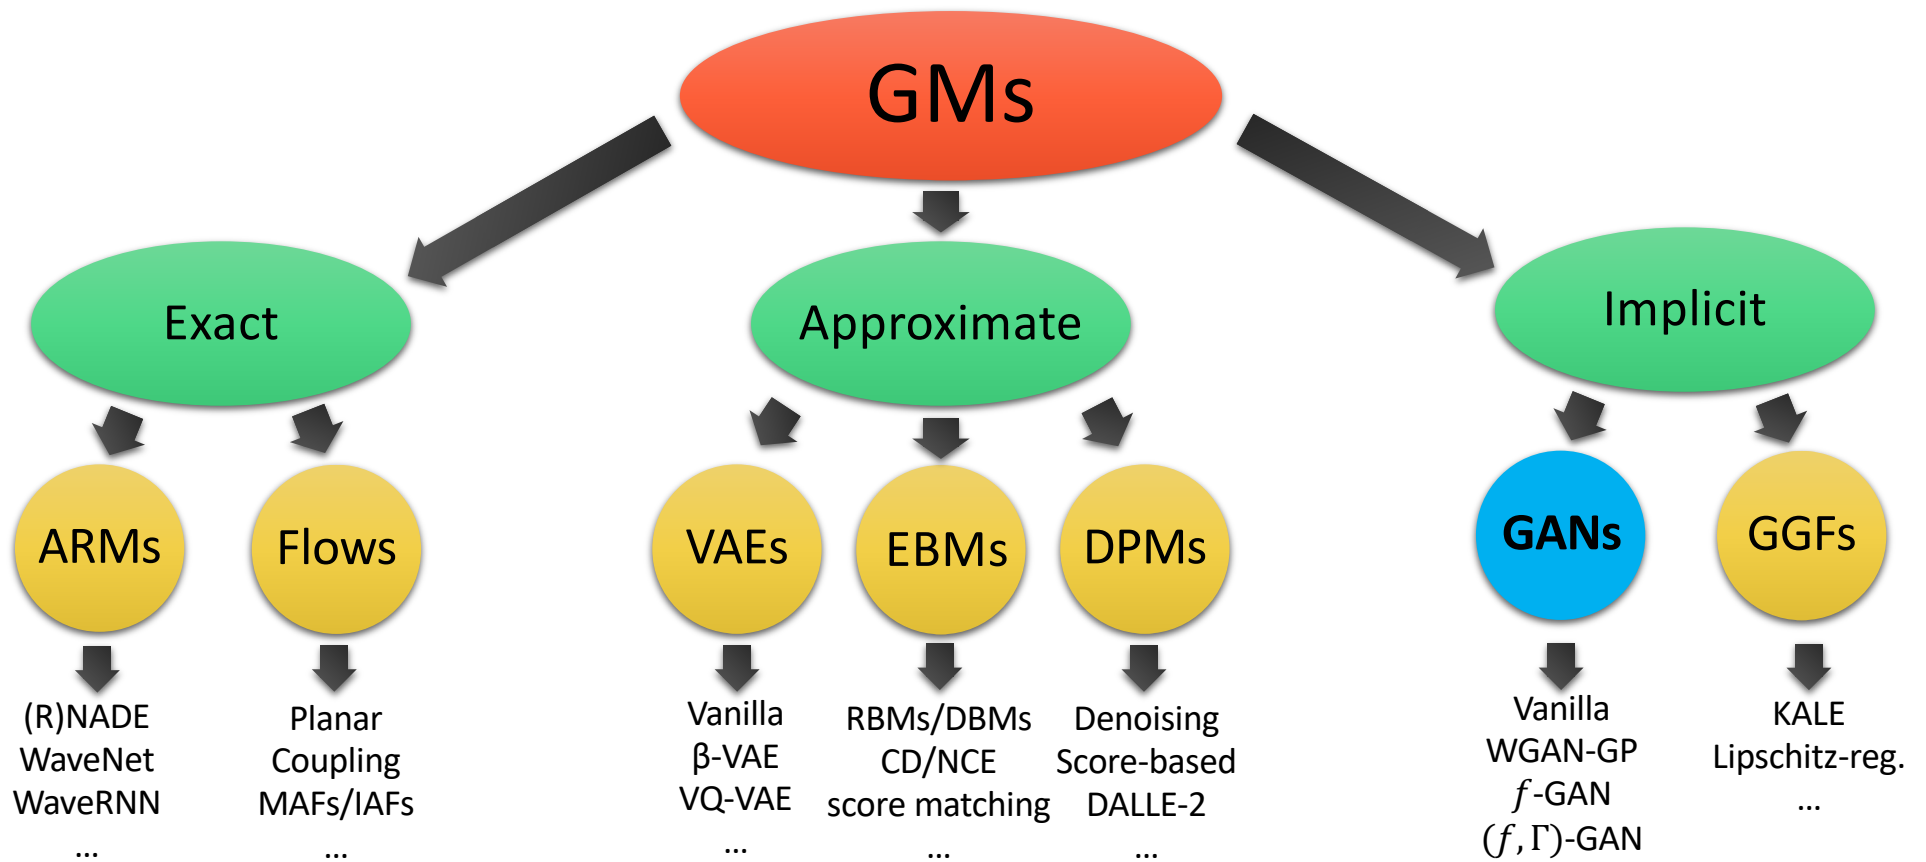 GMs
Exact
Approximate
Implicit
ARMs
Flows
VAEs
EBMs
DPMs
GANs
GGFs
(R)NADE
WaveNet
WaveRNN
...
Planar
Coupling
MAFs/IAFs
...
Vanilla
β-VAE
VQ-VAE
...
RBMs/DBMs
CD/NCE
score matching
...
Denoising
Score-based
DALLE-2
...
Vanilla
WGAN-GP
f-GAN
(f, Γ)-GAN
KALE
Lipschitz-reg.
...